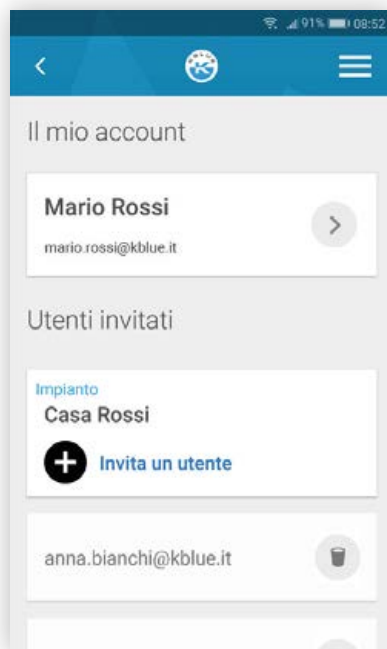 91% 08:52
K
Il mio account
Mario Rossi
mario.rossi@kblue.it
Utenti invitati
Impianto
Casa Rossi
Invita un utente
anna.bianchi@kblue.it